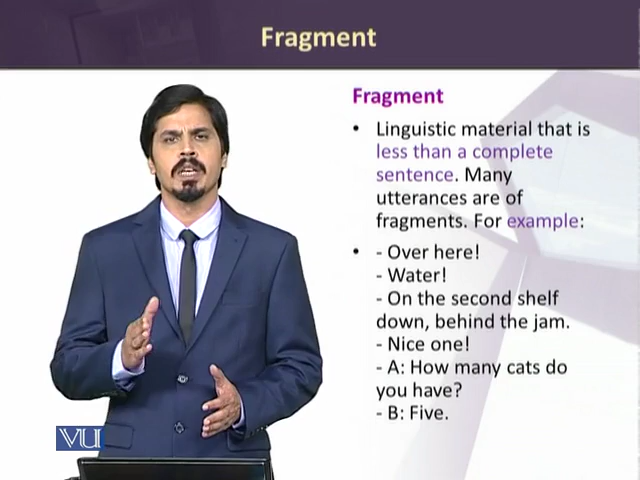 Fragment
Fragment
• Linguistic material that is
less than a complete
sentence. Many
utterances are of
fragments. For example:
• - Over here!
- Water!
- On the second shelf
down, behind the jam.
- Nice one!
- A: How many cats do
you have?
- B: Five.
VU